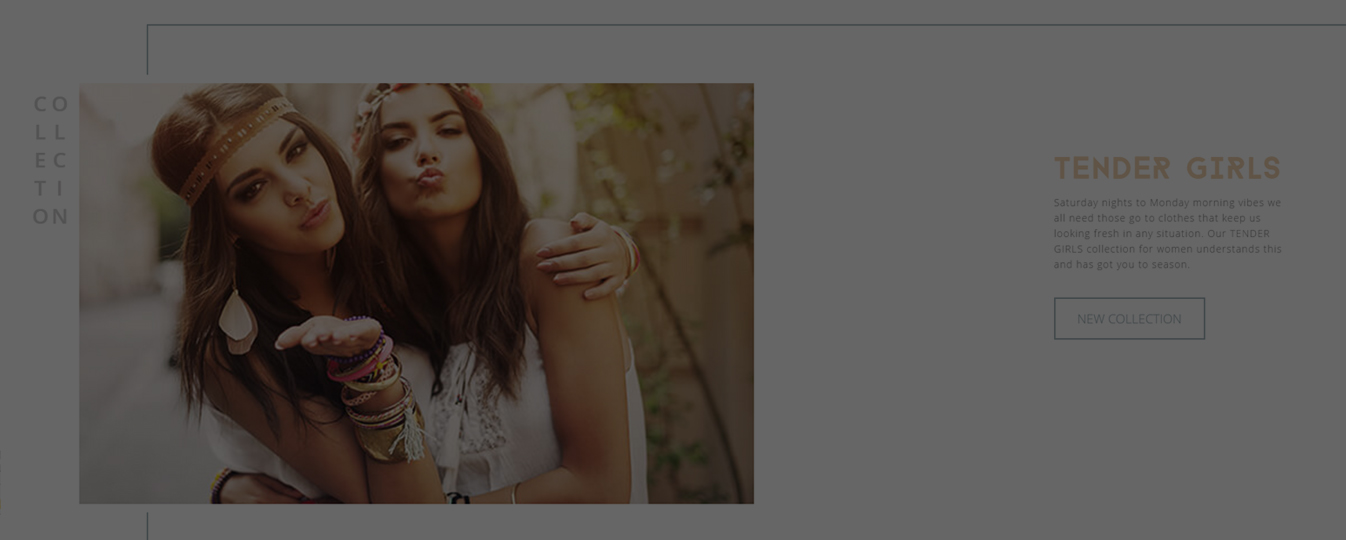 CO
LL
EC
TI
ON
TENDER GIRLS
Saturday nights to Monday morning vibes we
all need those go to clothes that keep us
looking fresh in any situation. Our TENDER
GIRLS collection for women understands this
and has got you to season.
NEW COLLECTION